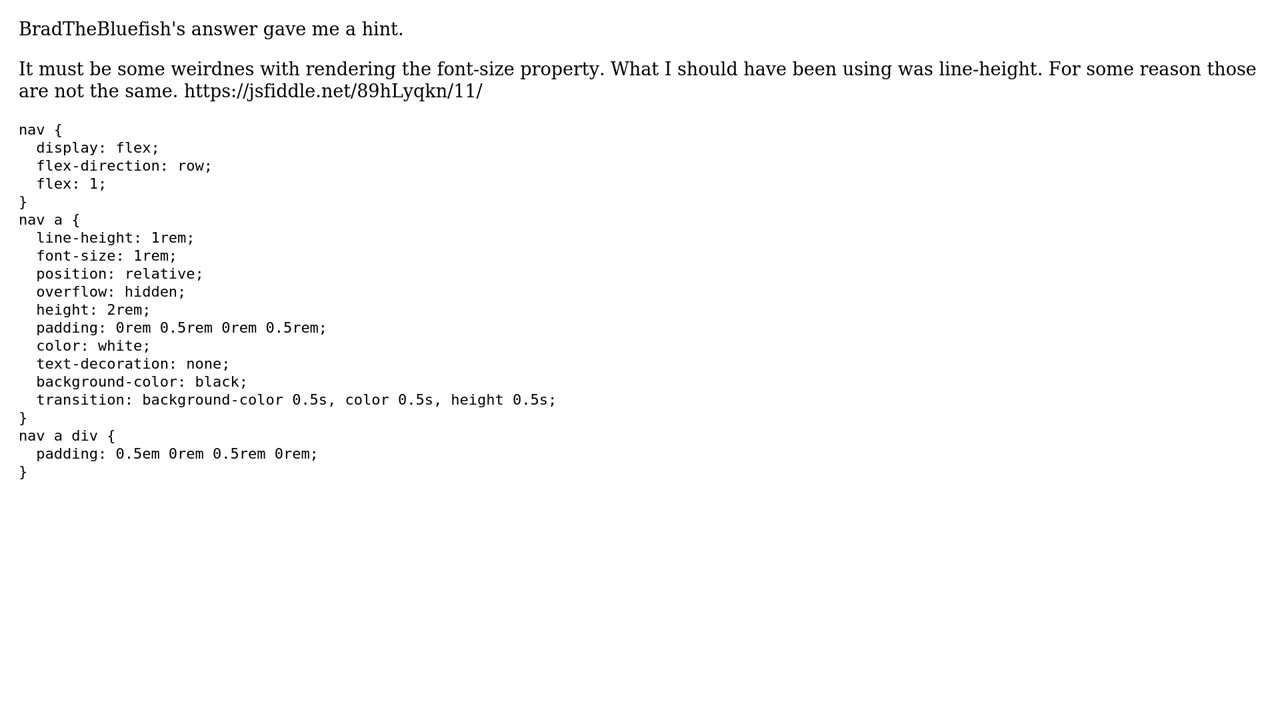 BradTheBluefish's answer gave me a hint.
It must be some weirdnes with rendering the font-size property. What I should have been using was line-height. For some reason those
are not the same. https://jsfiddle.net/89hLyqkn/11/
nav {
  display: flex;
  flex-direction: row;
  flex: 1;
}
nav a {
  line-height: 1rem;
  font-size: 1rem;
  position: relative;
  overflow: hidden;
  height: 2rem;
  padding: 0rem 0.5rem 0rem 0.5rem;
  color: white;
  text-decoration: none;
  background-color: black;
  transition: background-color 0.5s, color 0.5s, height 0.5s;
}
nav a div {
  padding: 0.5em 0rem 0.5rem 0rem;
}